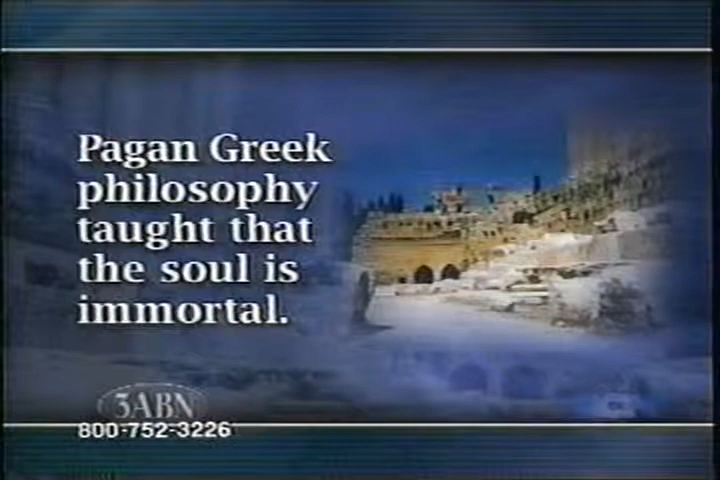 Pagan Greek
philosophy
taught that
the soul is
immortal.
3ABN
800-752-3226